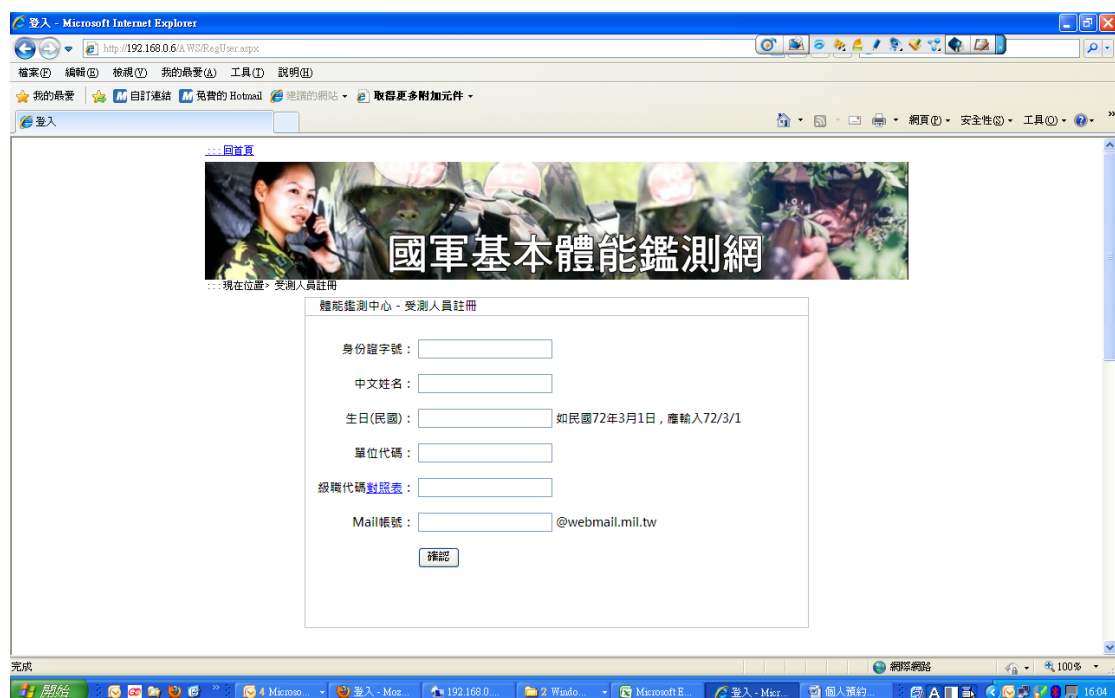 登入 - Microsoft Internet Explorer
http://192.168.0.6/AWS/RegUser.aspx
檔案(F) 編輯(E) 檢視(V) 我的最愛(A) 工具(T) 說明(H)
我的最愛 自訂連結 免費的 Hotmail 建議的網站 取得更多附加元件
登入
網頁(P) 安全性(S) 工具(O) »
:::回首頁
國軍基本體能鑑測網
:::現在位置> 受測人員註冊
體能鑑測中心 - 受測人員註冊
身份證字號：
中文姓名：
生日(民國)： 如民國72年3月1日，應輸入72/3/1
單位代碼：
級職代碼對照表：
Mail帳號： @webmail.mil.tw
確認
完成 網際網路 100%
開始 » 4 Microso... 登入 - Moz... 192.168.0.... 2 Windo... Microsoft E... 登入 - Micr... 個人預約... A 16:04